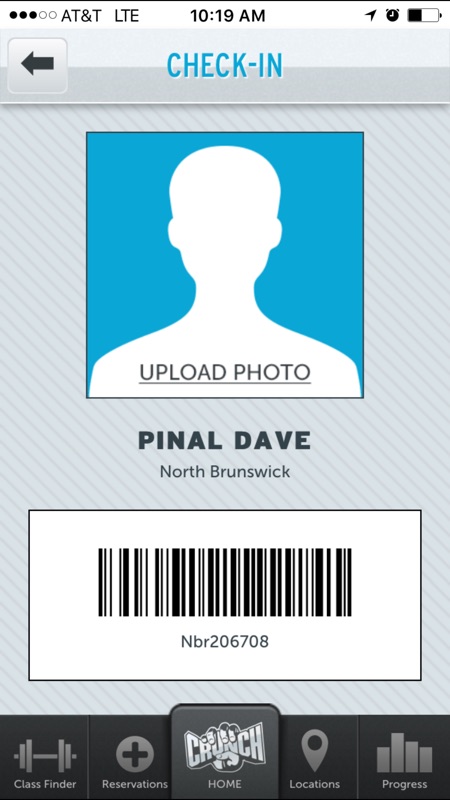 AT&T LTE 10:19 AM
CHECK-IN
UPLOAD PHOTO
PINAL DAVE
North Brunswick
Nbr206708
CRUNCH
Class Finder Reservations HOME Locations Progress